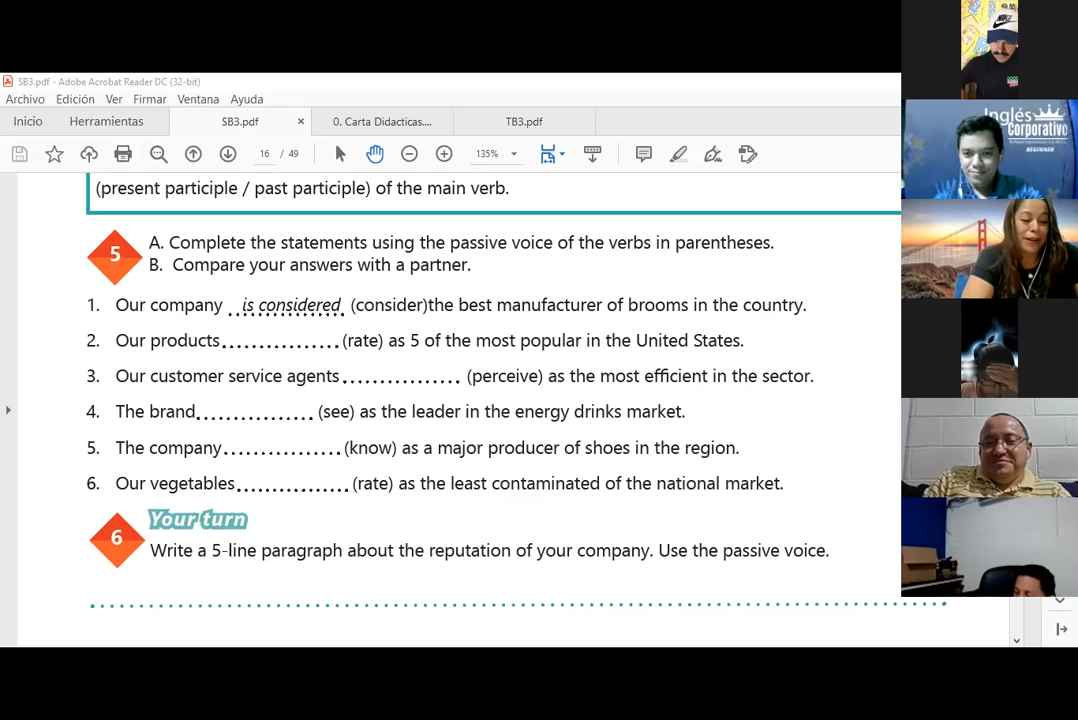 SB3.pdf - Adobe Acrobat Reader DC (32-bit)
Archivo Edición Ver Firmar Ventana Ayuda
Inicio Herramientas SB3.pdf × 0. Carta Didacticas.... TB3.pdf
16 / 49 135%
(present participle / past participle) of the main verb.
5
A. Complete the statements using the passive voice of the verbs in parentheses.
B. Compare your answers with a partner.
1. Our company is considered (consider)the best manufacturer of brooms in the country.
2. Our products................(rate) as 5 of the most popular in the United States.
3. Our customer service agents................ (perceive) as the most efficient in the sector.
4. The brand................ (see) as the leader in the energy drinks market.
5. The company................(know) as a major producer of shoes in the region.
6. Our vegetables................(rate) as the least contaminated of the national market.
Your turn
6
Write a 5-line paragraph about the reputation of your company. Use the passive voice.
NIKE
Inglés
Corporativo
BEGINNER